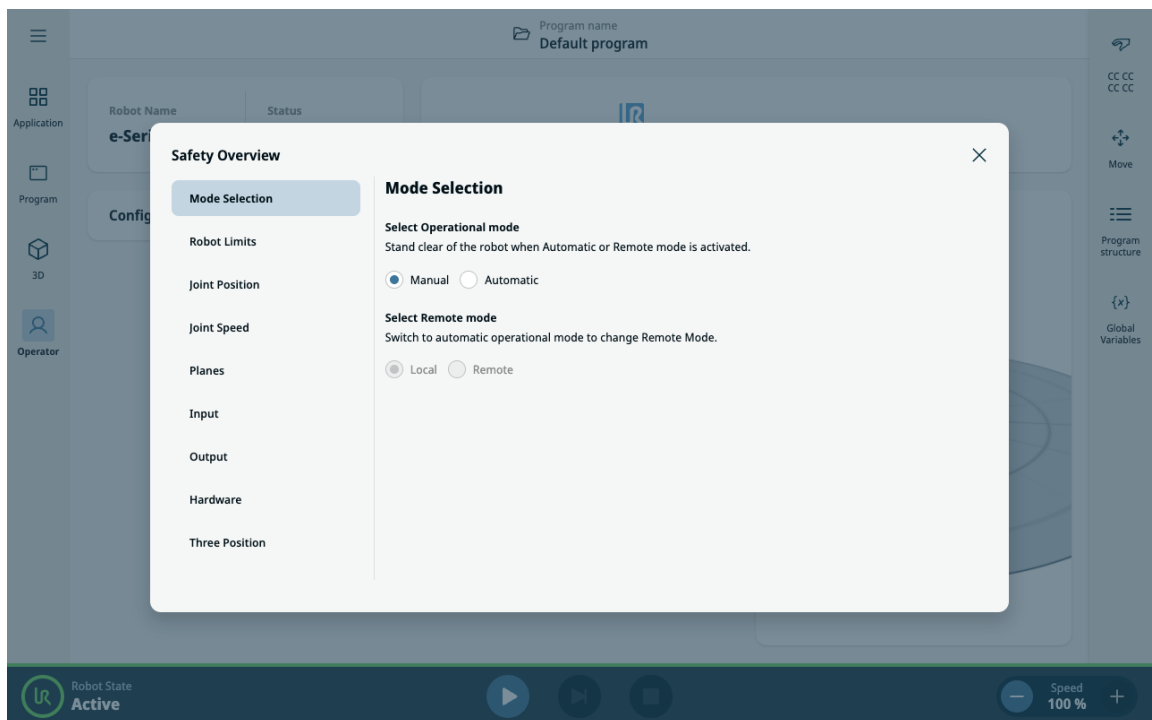 Program name
Default program
Application
Program
3D
Operator
Robot Name
Status
e-Seri
Config
Safety Overview
Mode Selection
Robot Limits
Joint Position
Joint Speed
Planes
Input
Output
Hardware
Three Position
Mode Selection
Select Operational mode
Stand clear of the robot when Automatic or Remote mode is activated.
Manual Automatic
Select Remote mode
Switch to automatic operational mode to change Remote Mode.
Local Remote
CC CC
CC CC
Move
Program
structure
{x}
Global
Variables
UR
Robot State
Active
Speed
100 %